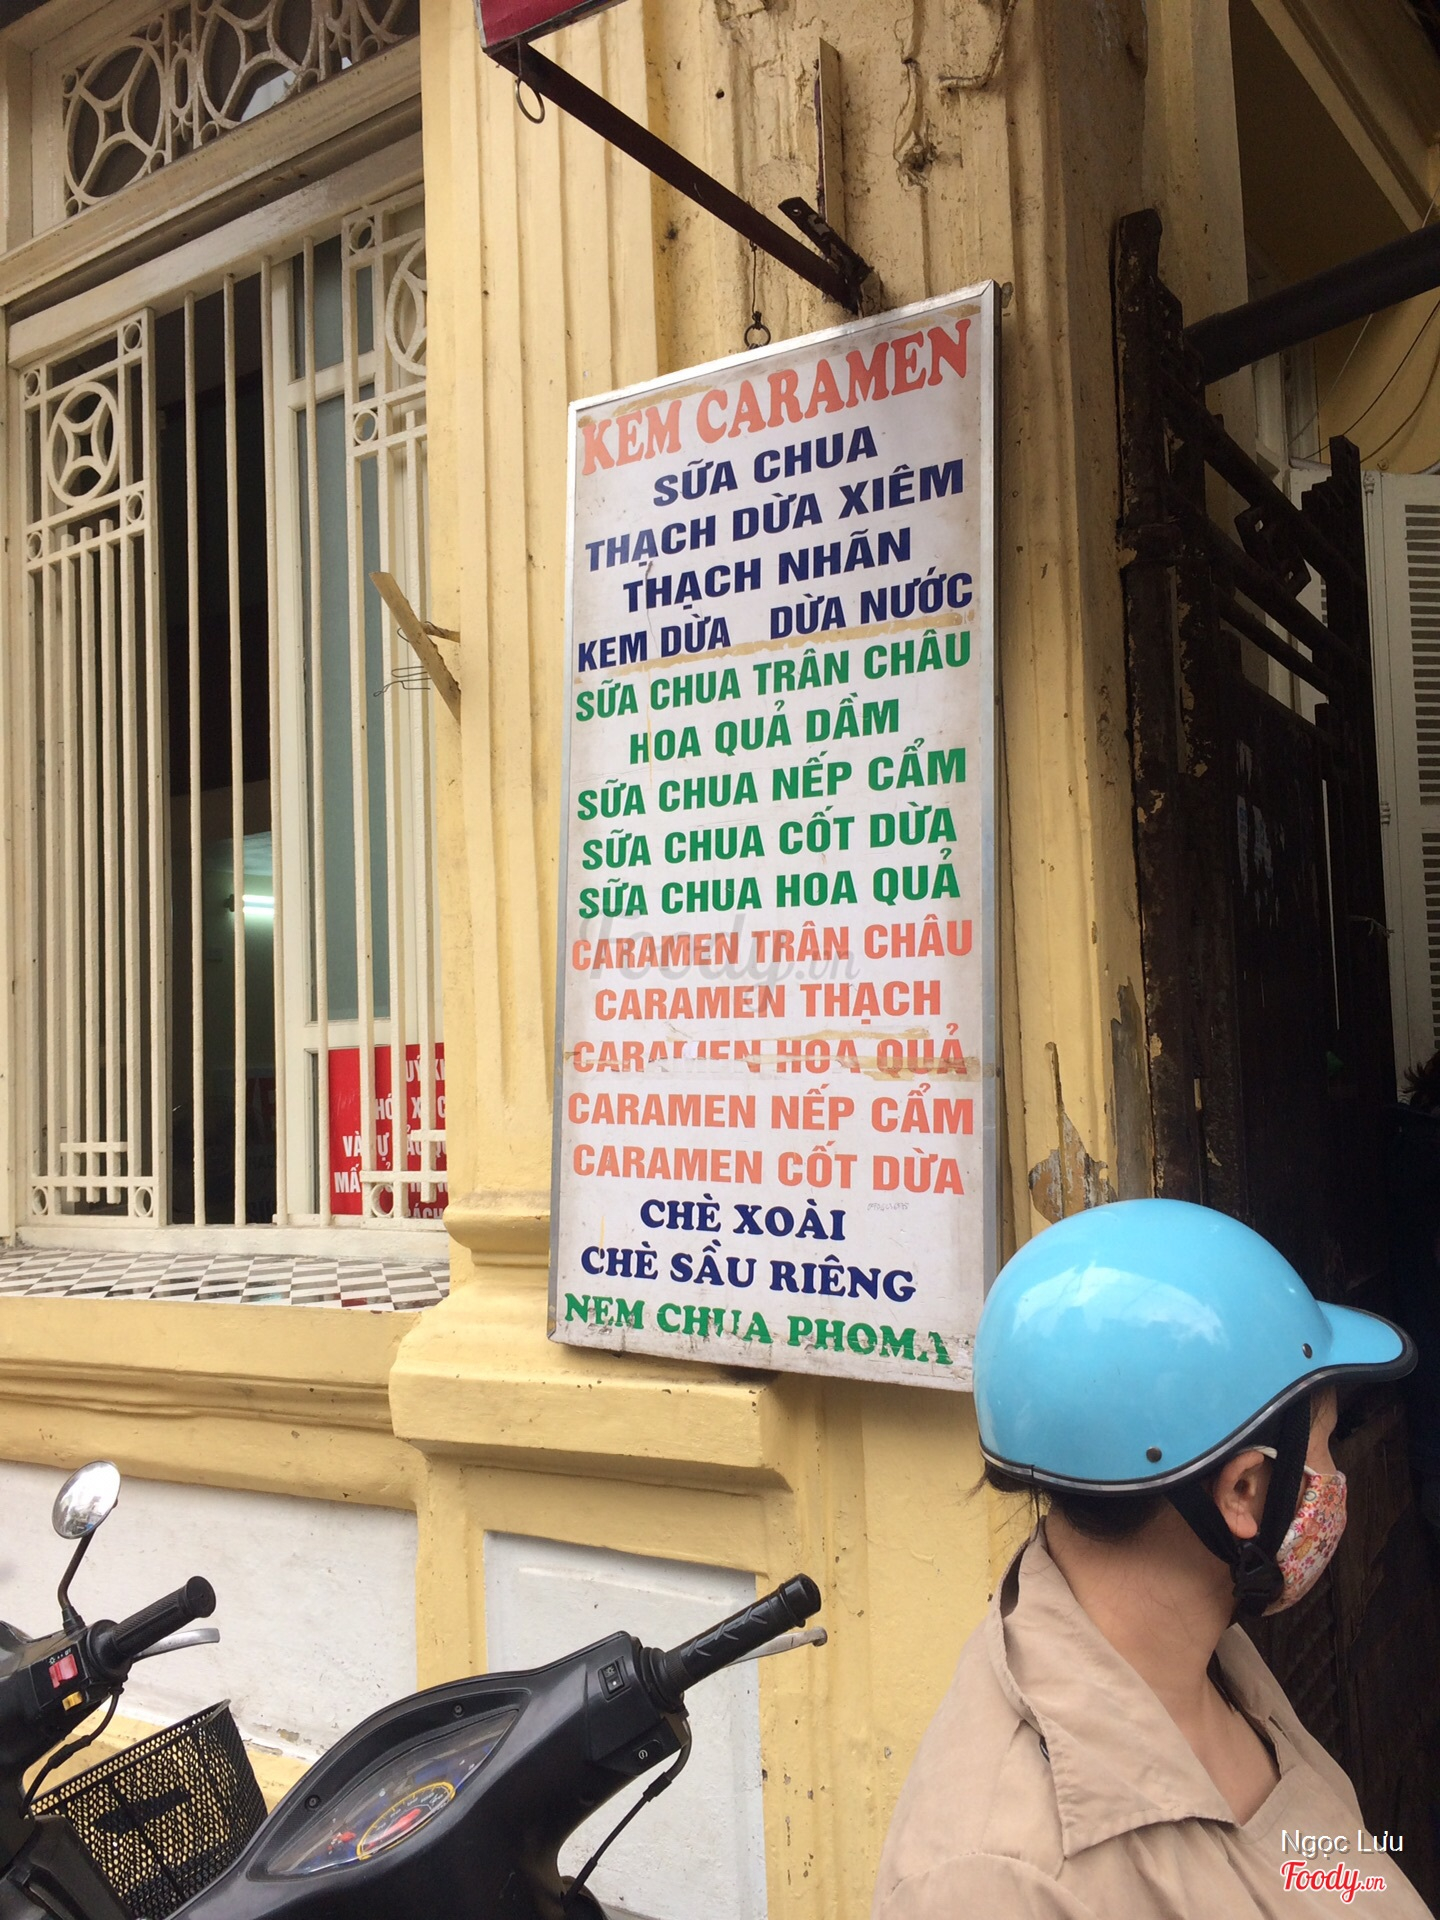 KEM CARAMEN
SỮA CHUA
THẠCH DỪA XIÊM
THẠCH NHÃN
KEM DỪA DỪA NƯỚC
SỮA CHUA TRÂN CHÂU
HOA QUẢ DẦM
SỮA CHUA NẾP CẨM
SỮA CHUA CỐT DỪA
SỮA CHUA HOA QUẢ
CARAMEN TRÂN CHÂU
CARAMEN THẠCH
CARAMEN HOA QUẢ
CARAMEN NẾP CẨM
CARAMEN CỐT DỪA
CHÈ XOÀI
CHÈ SẦU RIÊNG
NEM CHUA PHOMAI
Foody.vn
Ngọc Lưu
Foody.vn